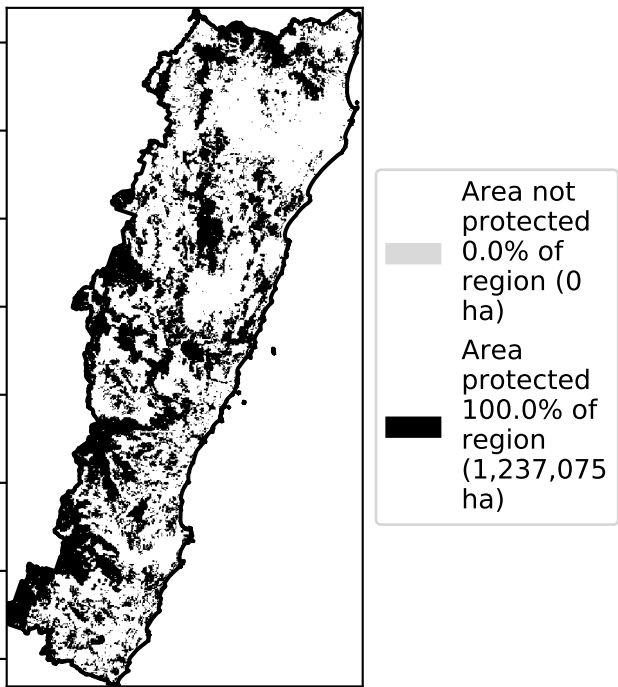 Area not
protected
0.0% of
region (0
ha)
Area
protected
100.0% of
region
(1,237,075
ha)